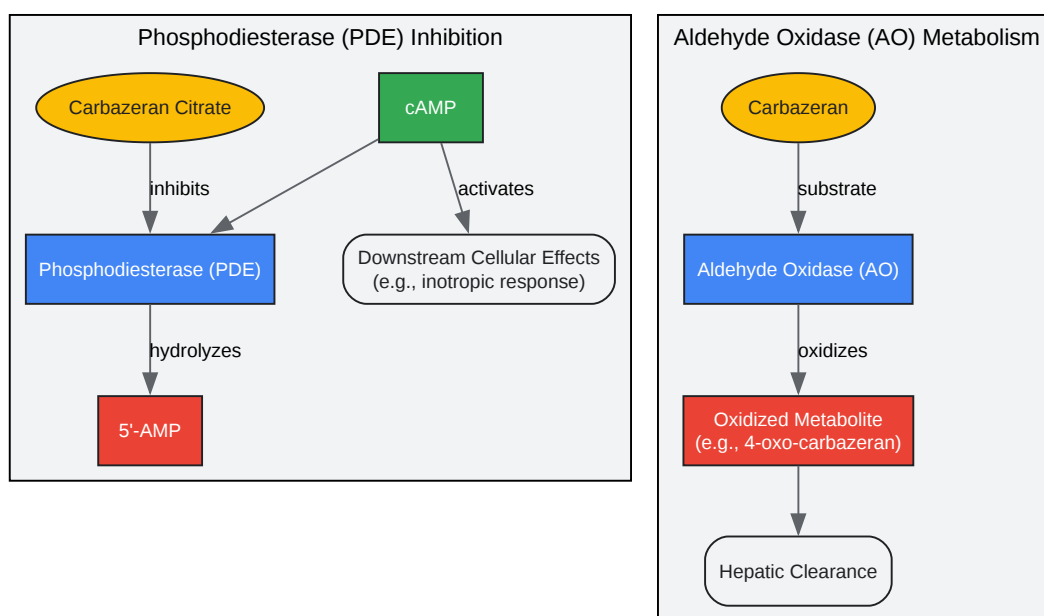 Phosphodiesterase (PDE) Inhibition
Carbazeran Citrate
cAMP
inhibits
activates
Phosphodiesterase (PDE)
Downstream Cellular Effects
(e.g., inotropic response)
hydrolyzes
5'-AMP
Aldehyde Oxidase (AO) Metabolism
Carbazeran
substrate
Aldehyde Oxidase (AO)
oxidizes
Oxidized Metabolite
(e.g., 4-oxo-carbazeran)
Hepatic Clearance